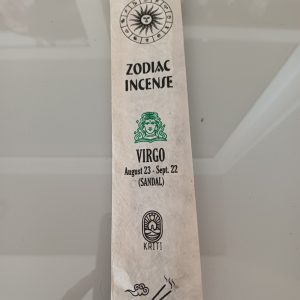 ZODIAC
INCENSE
VIRGO
August 23 - Sept. 22
(SANDAL)
KRITI